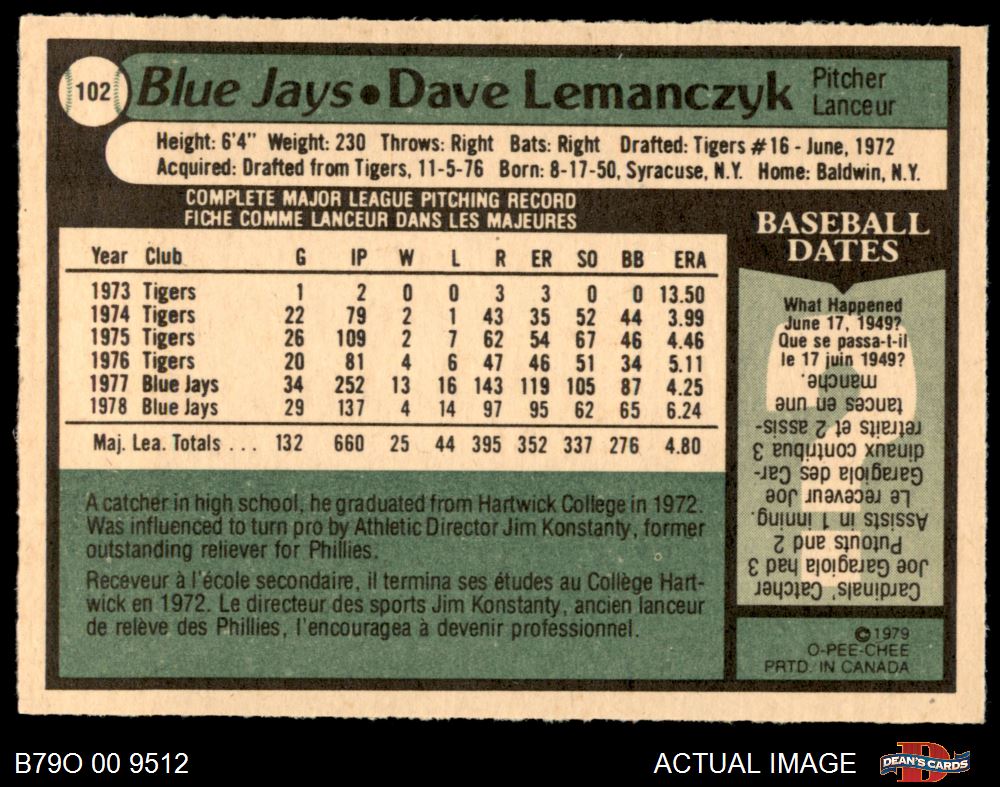 102
Blue Jays • Dave Lemanczyk
Pitcher
Lanceur
Height: 6'4" Weight: 230 Throws: Right Bats: Right Drafted: Tigers #16 - June, 1972
Acquired: Drafted from Tigers, 11-5-76 Born: 8-17-50, Syracuse, N.Y. Home: Baldwin, N.Y.
COMPLETE MAJOR LEAGUE PITCHING RECORD
FICHE COMME LANCEUR DANS LES MAJEURES
Year Club G IP W L R ER SO BB ERA
1973 Tigers 1 2 0 0 3 3 0 0 13.50
1974 Tigers 22 79 2 1 43 35 52 44 3.99
1975 Tigers 26 109 2 7 62 54 67 46 4.46
1976 Tigers 20 81 4 6 47 46 51 34 5.11
1977 Blue Jays 34 252 13 16 143 119 105 87 4.25
1978 Blue Jays 29 137 4 14 97 95 62 65 6.24
Maj. Lea. Totals . . . 132 660 25 44 395 352 337 276 4.80
A catcher in high school, he graduated from Hartwick College in 1972.
Was influenced to turn pro by Athletic Director Jim Konstanty, former
outstanding reliever for Phillies.
Receveur à l'école secondaire, il termina ses études au Collège Hart-
wick en 1972. Le directeur des sports Jim Konstanty, ancien lanceur
de relève des Phillies, l'encouragea à devenir professionnel.
BASEBALL
DATES
What Happened
June 17, 1949?
Que se passa-t-il
le 17 juin 1949?
Cardinals' Catcher
Joe Garagiola had 3
Putouts and 2
Assists in 1 inning.
Le receveur Joe
Garagiola des Car-
dinaux contribua 3
retraits et 2 assis-
tances en une
manche.
©1979
O-PEE-CHEE
PRTD. IN CANADA
B79O 00 9512
ACTUAL IMAGE
D
DEAN'S CARDS